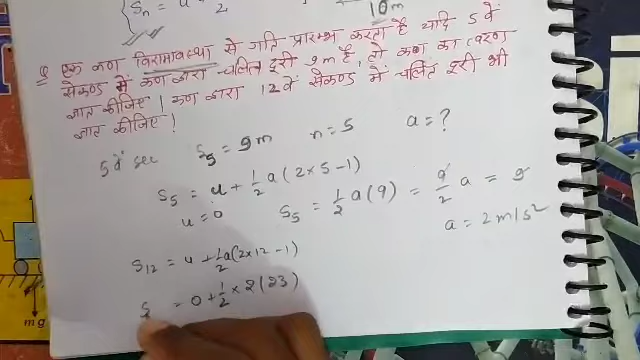 Sn = u
2
10m
Q एक कण विरामावस्था से गति प्रारम्भ करता है यदि 5 वें
सेकण्ड में कण द्वारा चलित दूरी 9m है, तो कण का त्वरण
ज्ञात कीजिए। कण द्वारा 12 वें सेकण्ड में चलित दूरी भी
ज्ञात कीजिए।
5 वें sec S5 = 9m n = 5 a = ?
S5 = u + 1/2 a (2×5-1)
u = 0 S5 = 1/2 a(9) = 9/2 a = 9
a = 2 m/s²
S12 = u + 1/2 a(2×12-1)
S = 0 + 1/2 × 2 (23)
mg